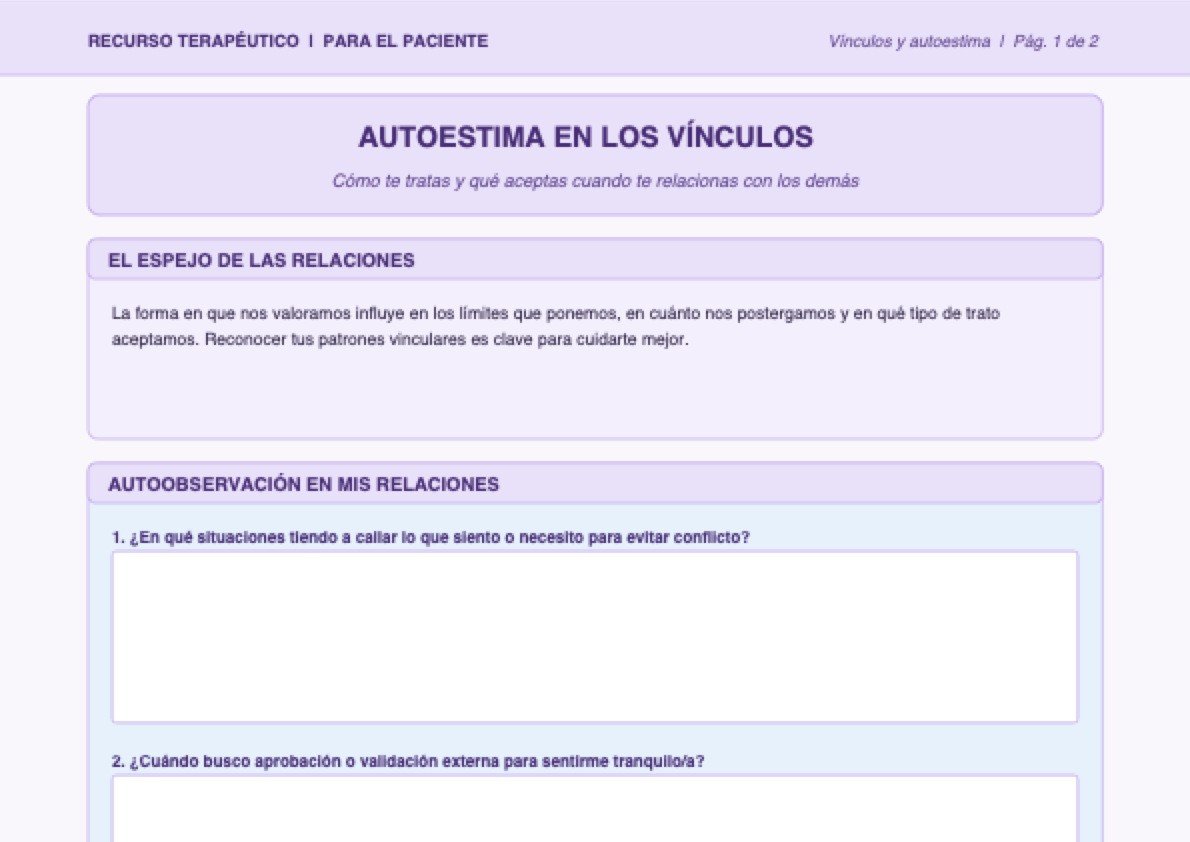 RECURSO TERAPÉUTICO | PARA EL PACIENTE
Vínculos y autoestima | Pág. 1 de 2
AUTOESTIMA EN LOS VÍNCULOS
Cómo te tratas y qué aceptas cuando te relacionas con los demás
EL ESPEJO DE LAS RELACIONES
La forma en que nos valoramos influye en los límites que ponemos, en cuánto nos postergamos y en qué tipo de trato
aceptamos. Reconocer tus patrones vinculares es clave para cuidarte mejor.
AUTOOBSERVACIÓN EN MIS RELACIONES
1. ¿En qué situaciones tiendo a callar lo que siento o necesito para evitar conflicto?
2. ¿Cuándo busco aprobación o validación externa para sentirme tranquilo/a?